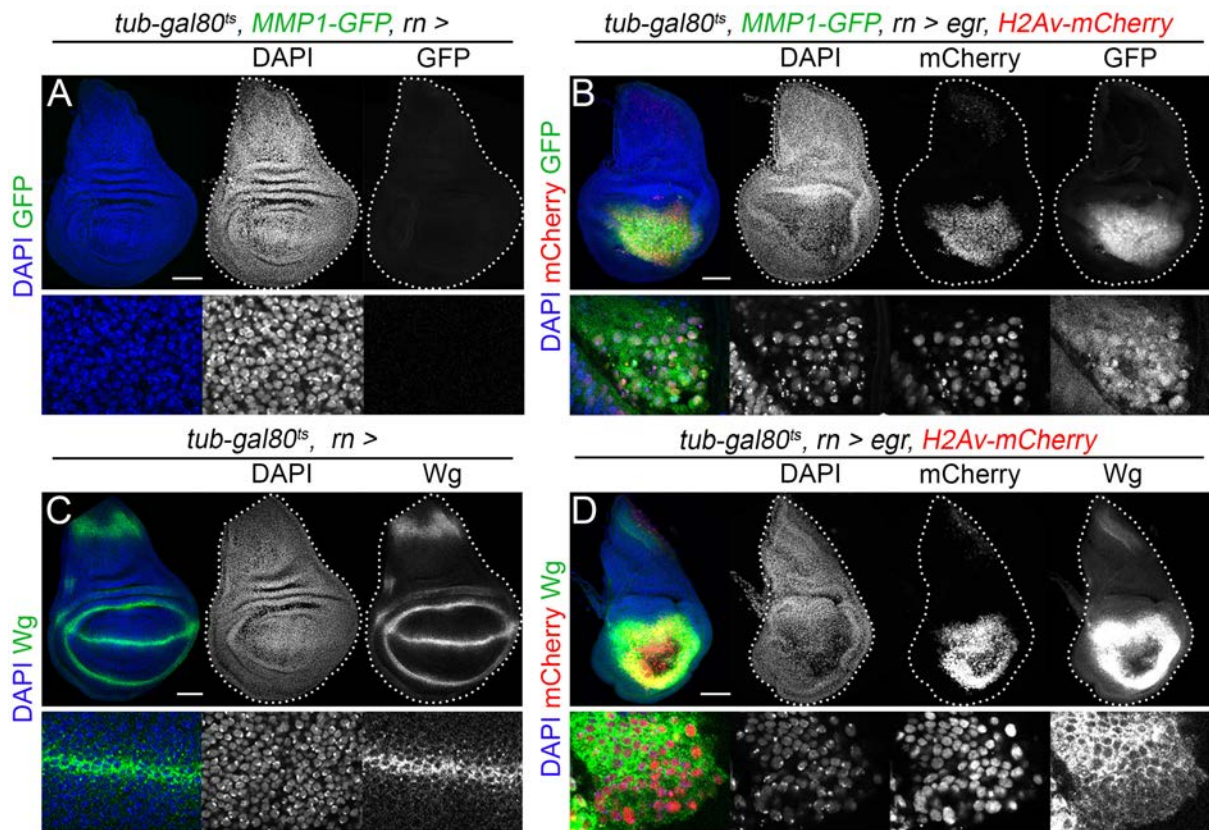 tub-gal80ts, MMP1-GFP, rn >
DAPI GFP
A
DAPI GFP
tub-gal80ts, MMP1-GFP, rn > egr, H2Av-mCherry
DAPI mCherry GFP
B
DAPI mCherry GFP
tub-gal80ts, rn >
DAPI Wg
C
DAPI Wg
tub-gal80ts, rn > egr, H2Av-mCherry
DAPI mCherry Wg
D
DAPI mCherry Wg